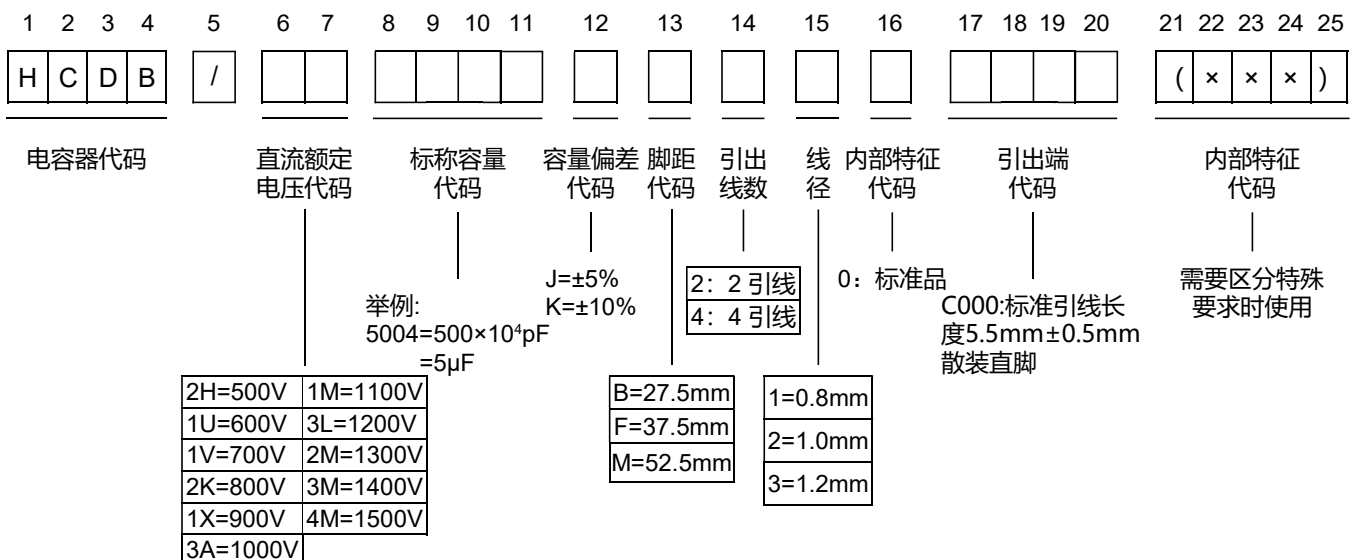 1 2 3 4 5 6 7 8 9 10 11 12 13 14 15 16 17 18 19 20 21 22 23 24 25
H C D B / ( × × × )
电容器代码 直流额定 标称容量 容量偏差 脚距 引出 线 内部特征 引出端 内部特征
电压代码 代码 代码 代码 线数 径 代码 代码 代码
举例:
5004=500×10⁴pF
=5μF
J=±5%
K=±10%
2：2 引线
4：4 引线
0：标准品
C000:标准引线长
度5.5mm±0.5mm
散装直脚
需要区分特殊
要求时使用
2H=500V 1M=1100V
1U=600V 3L=1200V
1V=700V 2M=1300V
2K=800V 3M=1400V
1X=900V 4M=1500V
3A=1000V
B=27.5mm
F=37.5mm
M=52.5mm
1=0.8mm
2=1.0mm
3=1.2mm